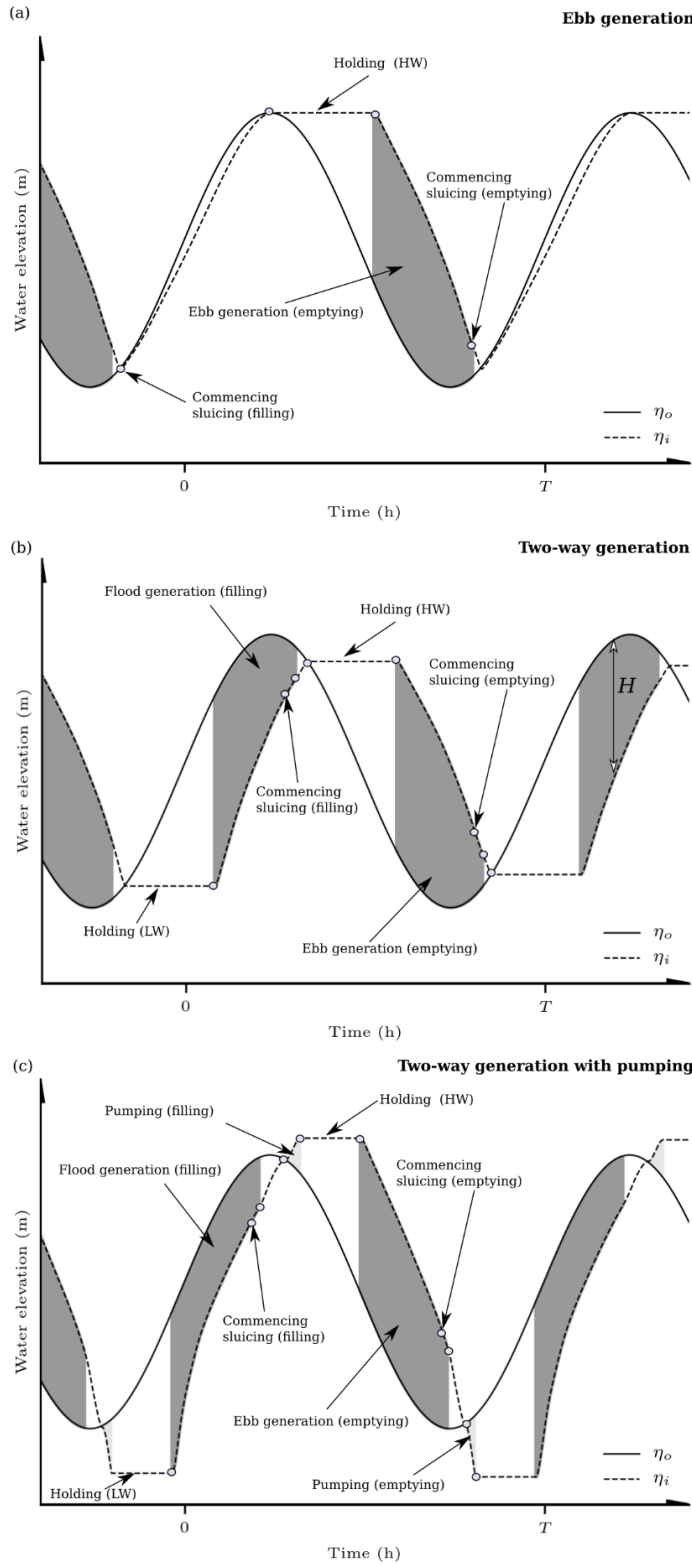 (a)
Ebb generation
Holding (HW)
Commencing
sluicing (emptying)
Ebb generation (emptying)
Commencing
sluicing (filling)
Water elevation (m)
ηo
ηi
0
T
Time (h)
(b)
Two-way generation
Flood generation (filling)
Holding (HW)
Commencing
sluicing (emptying)
H
Commencing
sluicing (filling)
Holding (LW)
Ebb generation (emptying)
Water elevation (m)
ηo
ηi
0
T
Time (h)
(c)
Two-way generation with pumping
Holding (HW)
Pumping (filling)
Flood generation (filling)
Commencing
sluicing (emptying)
Commencing
sluicing (filling)
Ebb generation (emptying)
Pumping (emptying)
Holding (LW)
Water elevation (m)
ηo
ηi
0
T
Time (h)